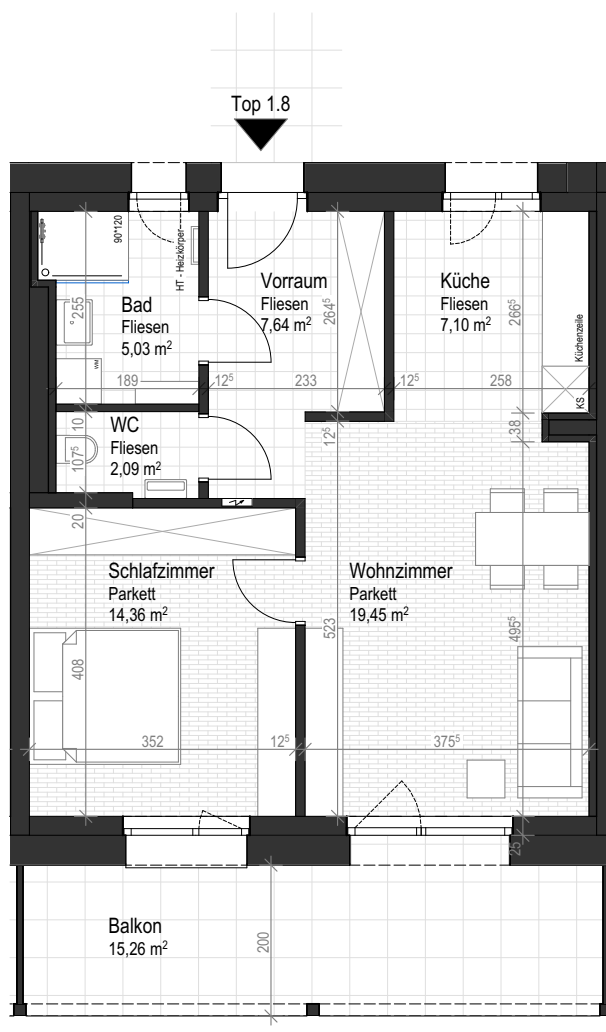 Top 1.8
90*120
HT - Heizkörper
Bad
Fliesen
5,03 m²
255
WM
189
Vorraum
Fliesen
7,64 m²
264⁵
12⁵
233
12⁵
Küche
Fliesen
7,10 m²
266⁵
Küchenzeile
258
KS
10
WC
Fliesen
2,09 m²
107⁵
12⁵
38
20
Schlafzimmer
Parkett
14,36 m²
408
352
12⁵
Wohnzimmer
Parkett
19,45 m²
523
495⁵
375⁵
25
Balkon
15,26 m²
200